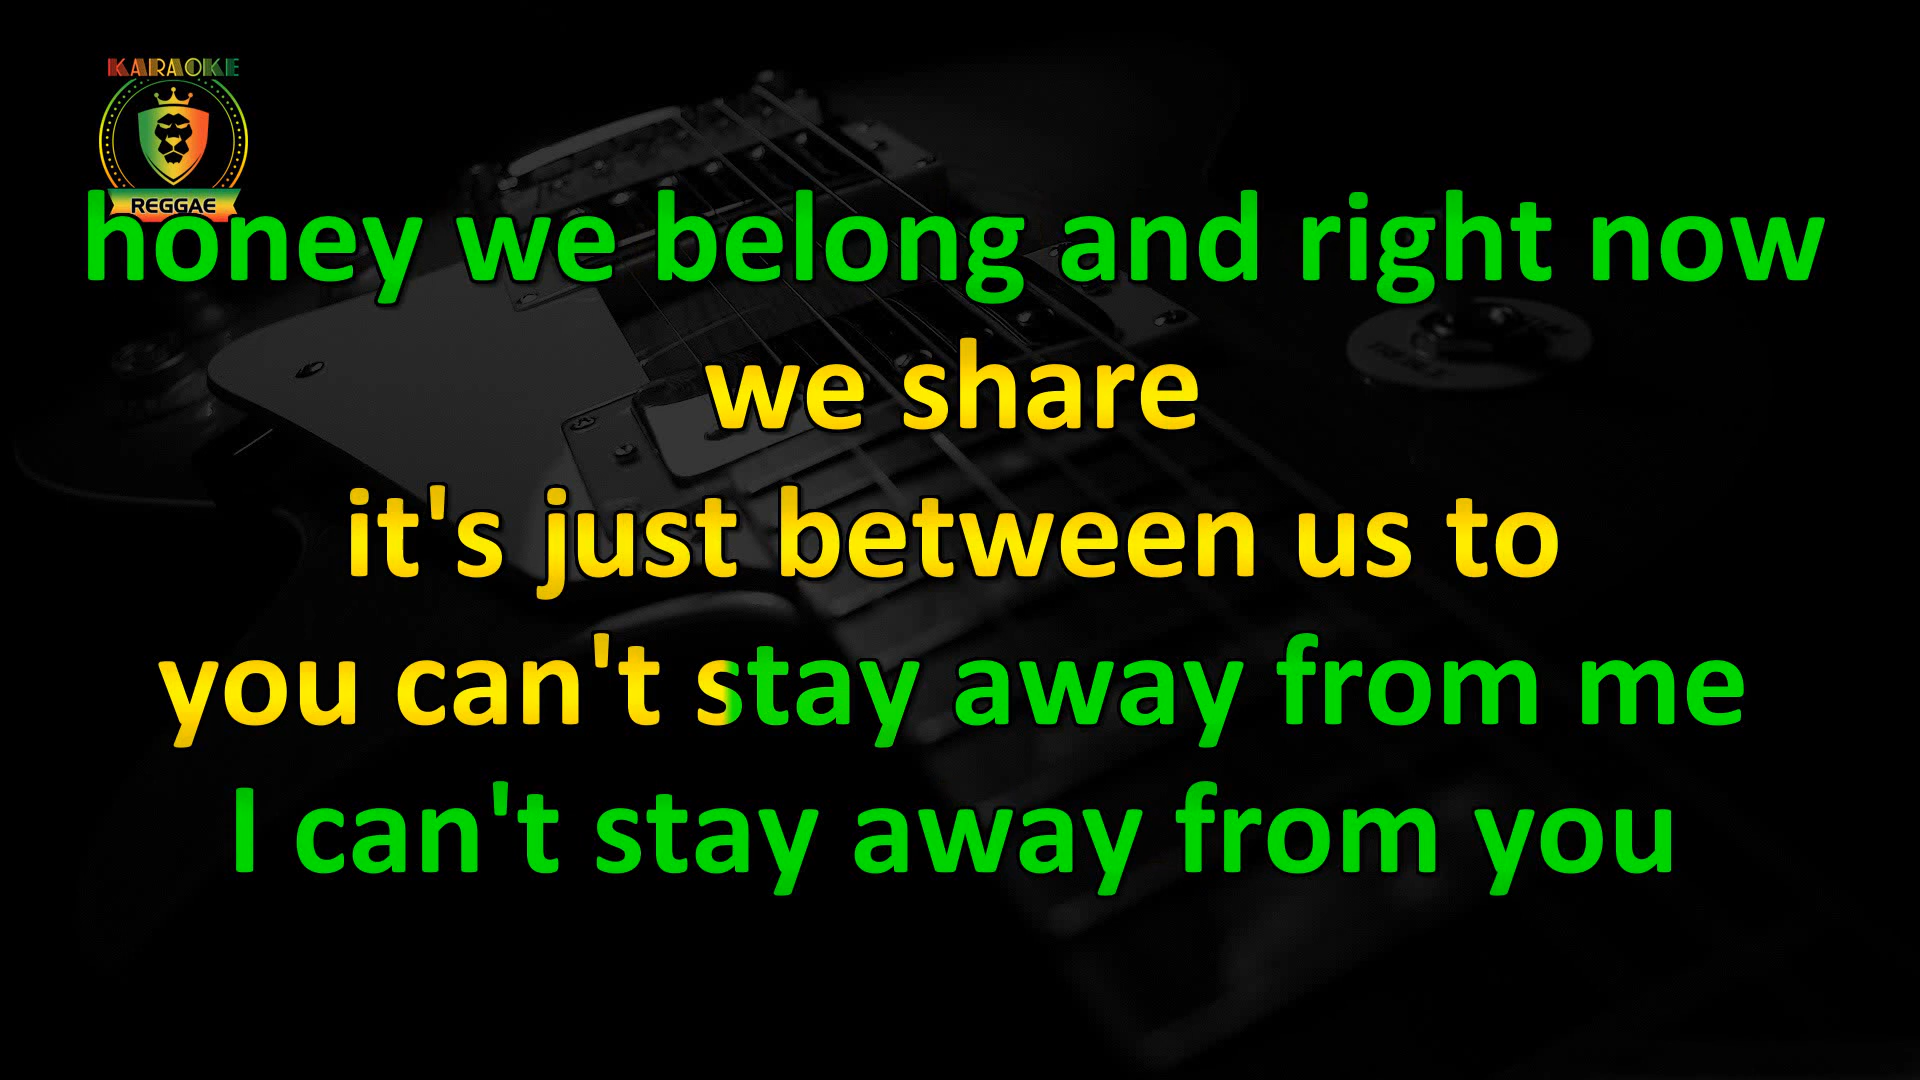 KARAOKE
REGGAE
honey we belong and right now
we share
it's just between us to
you can't stay away from me
I can't stay away from you